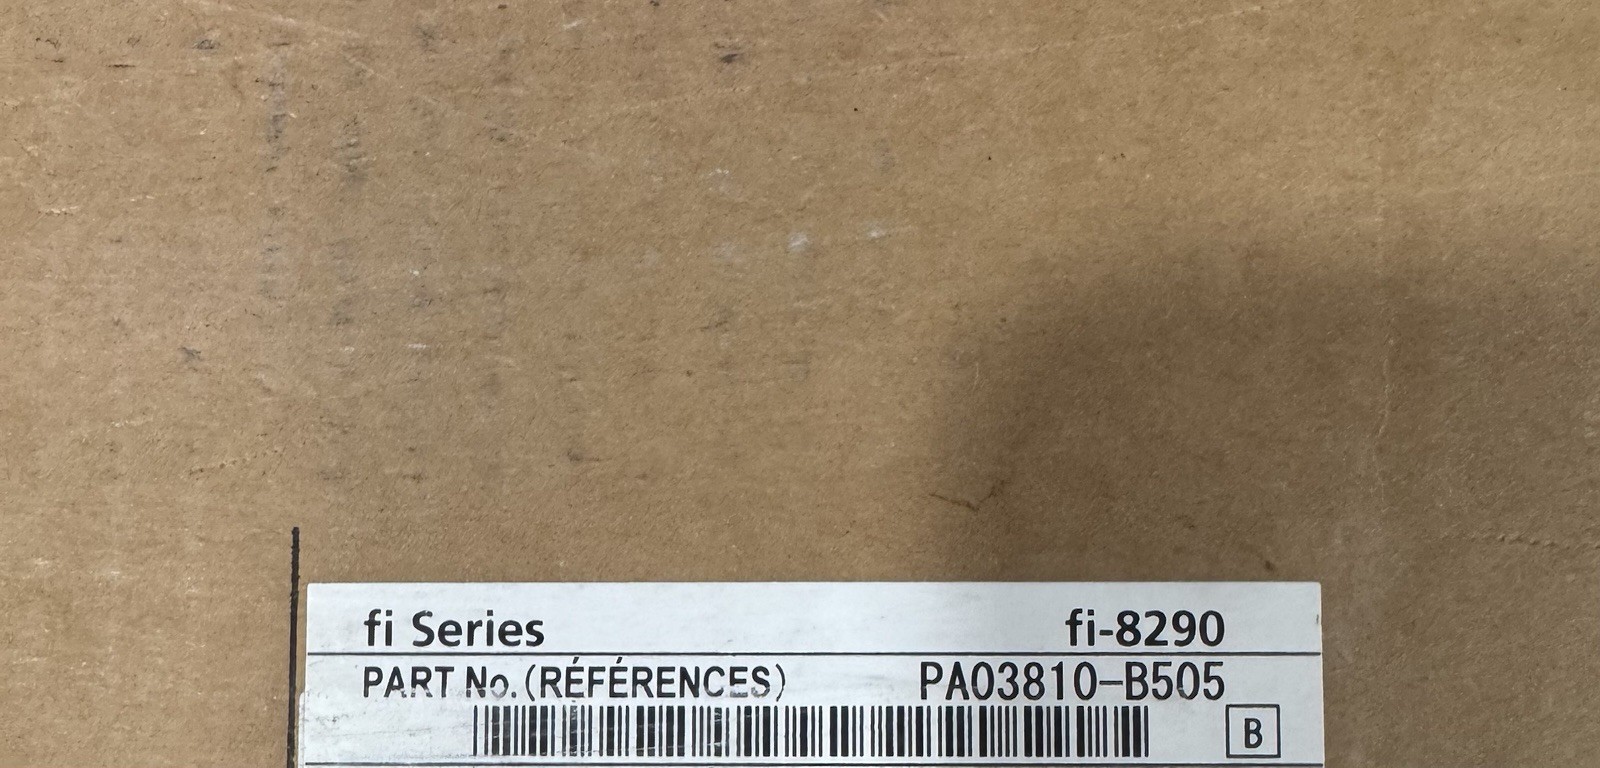 fi Series fi-8290
PART No.(RÉFÉRENCES) PA03810-B505
B